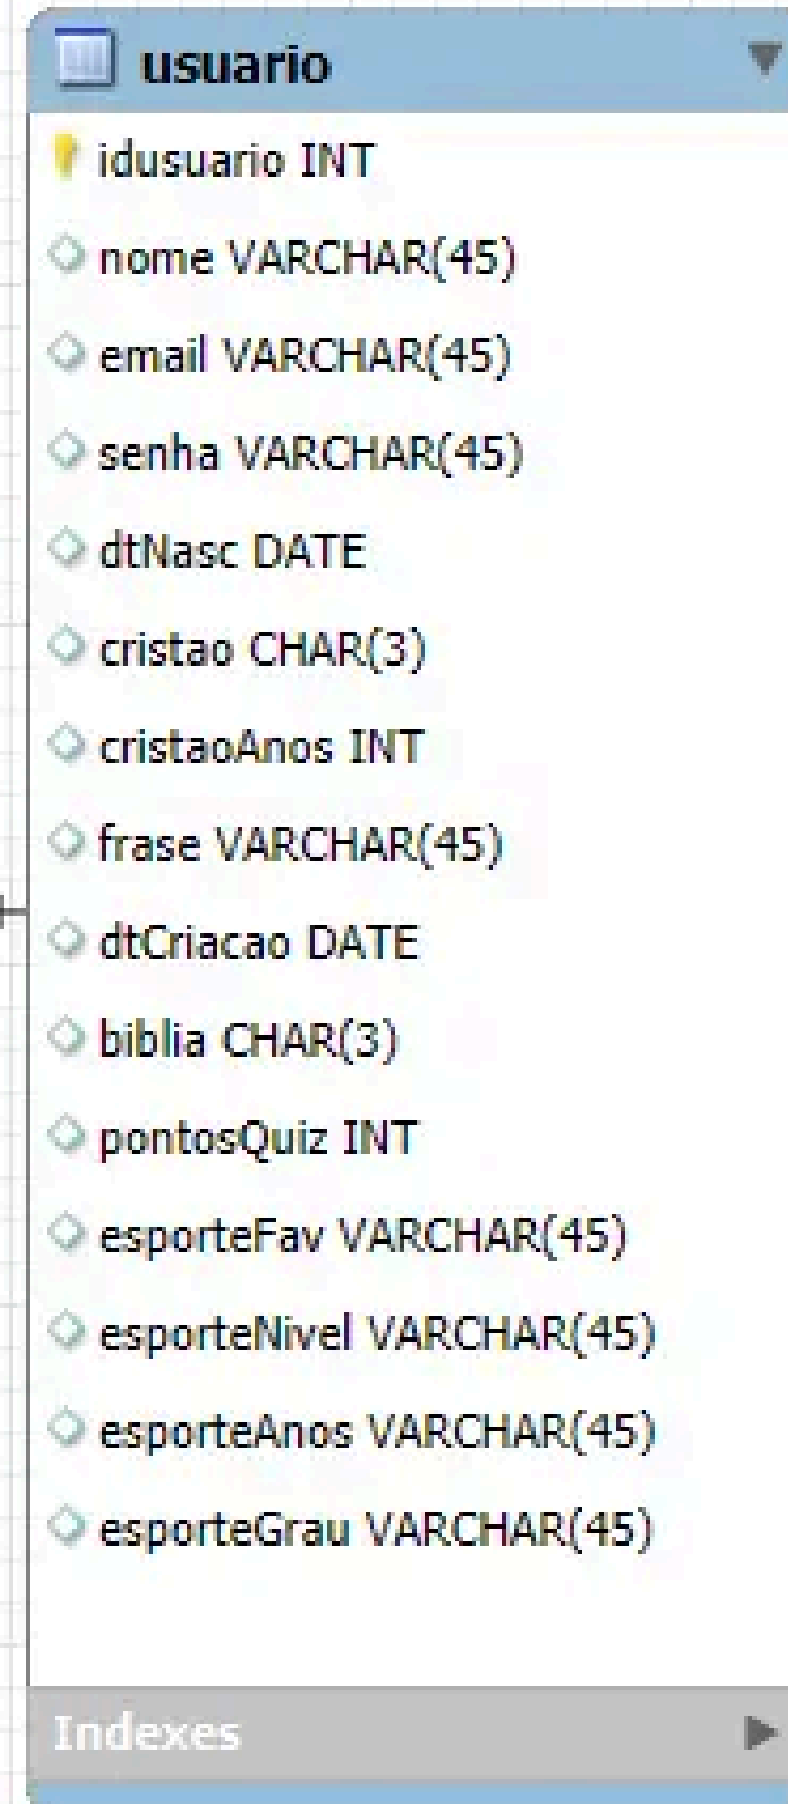 usuario
idusuario INT
nome VARCHAR(45)
email VARCHAR(45)
senha VARCHAR(45)
dtNasc DATE
cristao CHAR(3)
cristaoAnos INT
frase VARCHAR(45)
dtCriacao DATE
biblia CHAR(3)
pontosQuiz INT
esporteFav VARCHAR(45)
esporteNivel VARCHAR(45)
esporteAnos VARCHAR(45)
esporteGrau VARCHAR(45)
Indexes